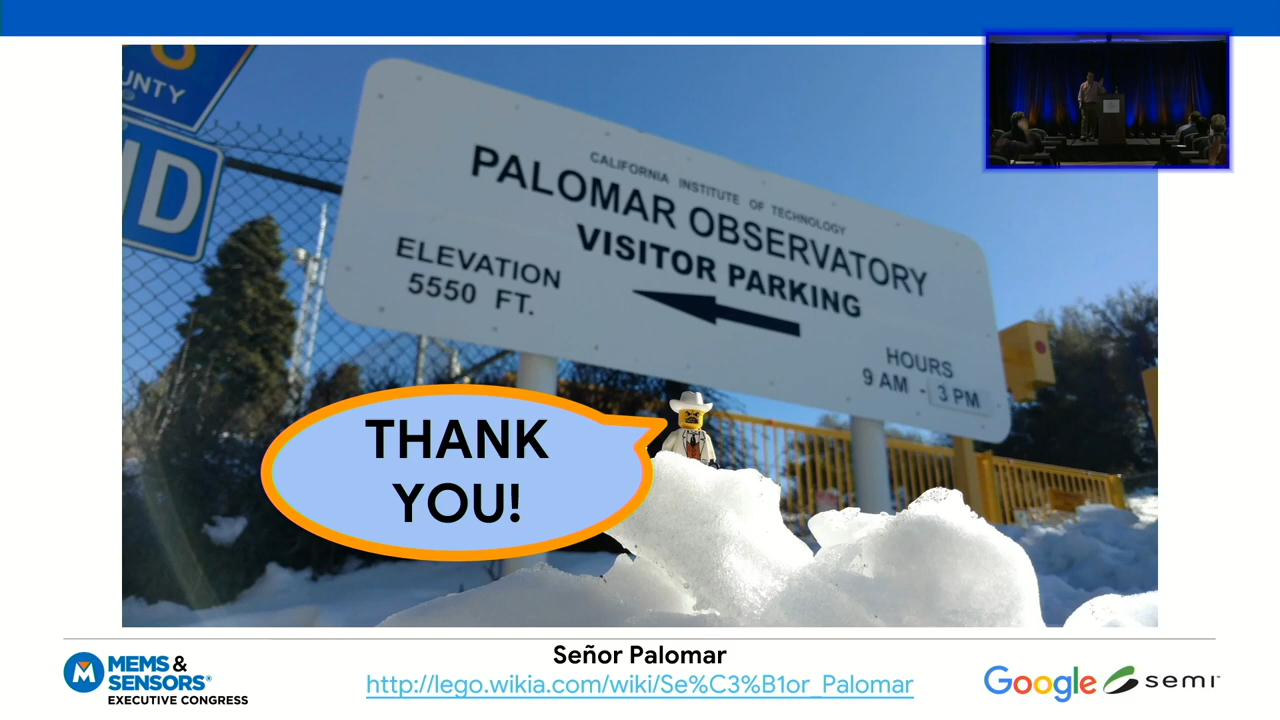 UNTY
D
CALIFORNIA INSTITUTE OF TECHNOLOGY
PALOMAR OBSERVATORY
VISITOR PARKING
ELEVATION
5550 FT.
HOURS
9 AM - 3 PM
THANK
YOU!
Señor Palomar
http://lego.wikia.com/wiki/Se%C3%B1or_Palomar
MEMS &
SENSORS
EXECUTIVE CONGRESS
Google semi